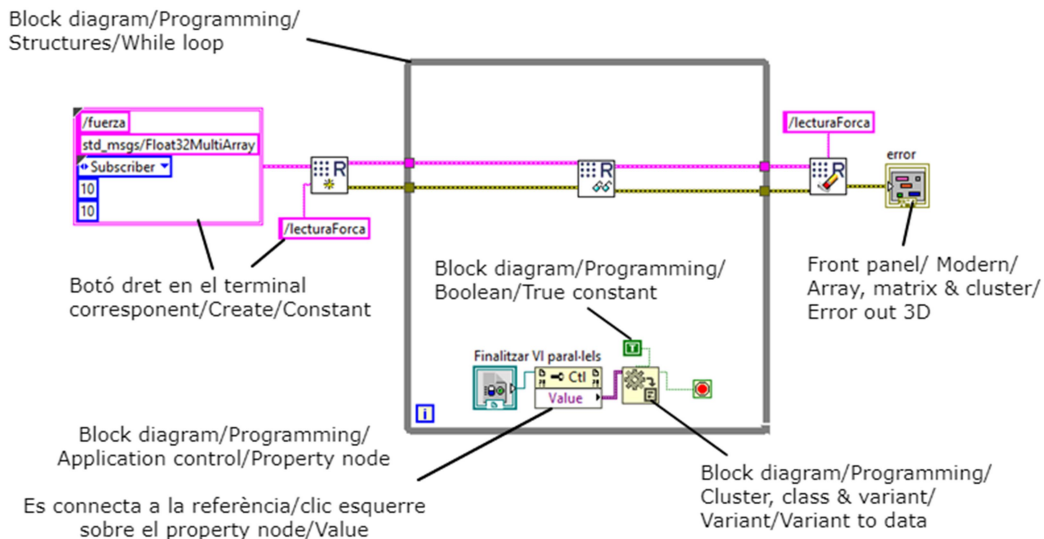 Block diagram/Programming/
Structures/While loop
/fuerza
std_msgs/Float32MultiArray
Subscriber
10
10
R
/lecturaForca
R
/lecturaForca
R
error
Botó dret en el terminal
corresponent/Create/Constant
Block diagram/Programming/
Boolean/True constant
Front panel/ Modern/
Array, matrix & cluster/
Error out 3D
T
Finalitzar VI paral·lels
Ctl
Value
i
Block diagram/Programming/
Application control/Property node
Es connecta a la referència/clic esquerre
sobre el property node/Value
Block diagram/Programming/
Cluster, class & variant/
Variant/Variant to data